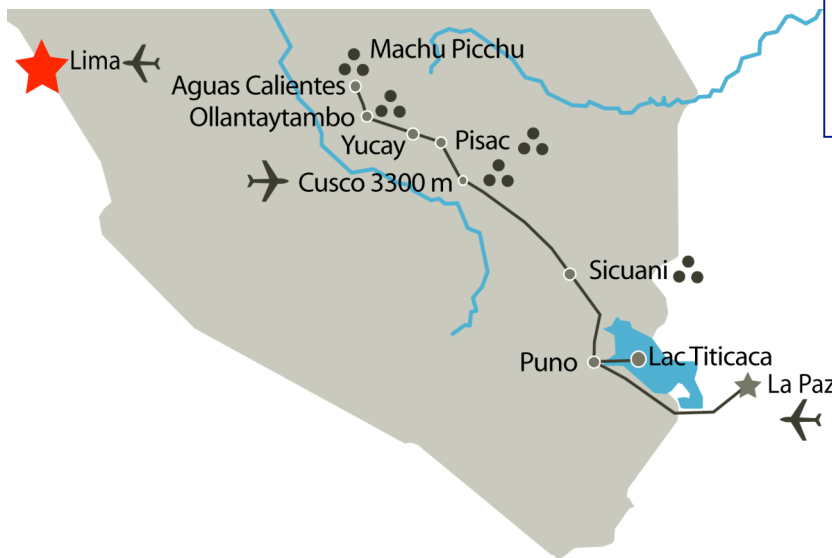 Machu Picchu
Lima
Aguas Calientes
Ollantaytambo
Yucay
Pisac
Cusco 3300 m
Sicuani
Puno
Lac Titicaca
La Paz